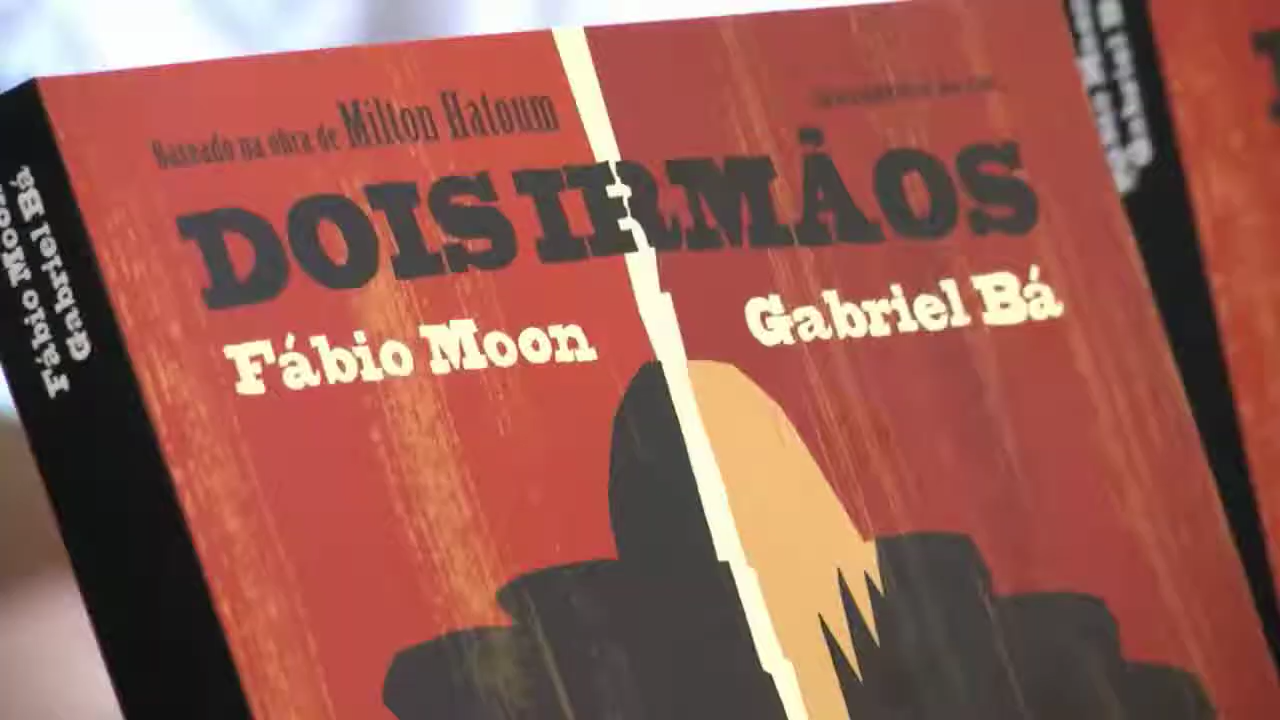 Baseado na obra de Milton Hatoum
DOIS IRMÃOS
Fábio Moon
Gabriel Bá
Fábio Moon
Gabriel Bá